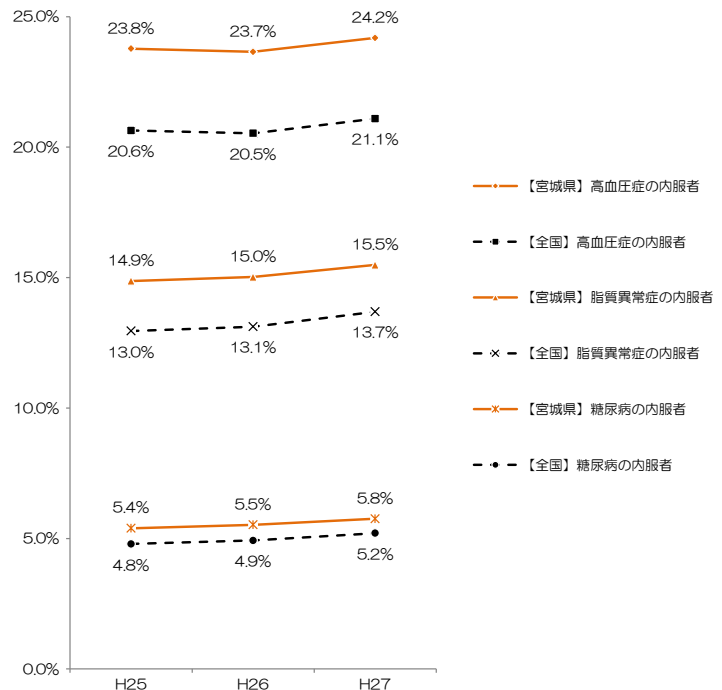 25.0%
20.0%
15.0%
10.0%
5.0%
0.0%
23.8%
23.7%
24.2%
20.6%
20.5%
21.1%
14.9%
15.0%
15.5%
13.0%
13.1%
13.7%
5.4%
5.5%
5.8%
4.8%
4.9%
5.2%
H25
H26
H27
【宮城県】高血圧症の内服者
【全国】高血圧症の内服者
【宮城県】脂質異常症の内服者
【全国】脂質異常症の内服者
【宮城県】糖尿病の内服者
【全国】糖尿病の内服者